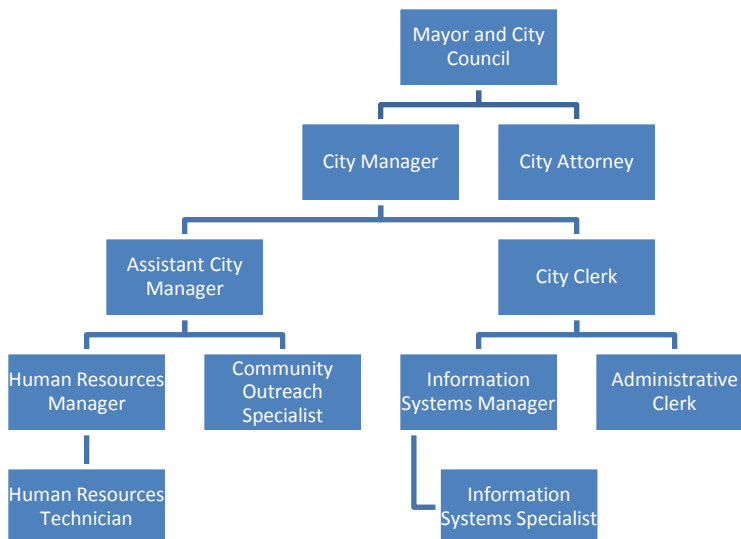 Mayor and City
Council
City Manager
City Attorney
Assistant City
Manager
City Clerk
Human Resources
Manager
Community
Outreach
Specialist
Information
Systems Manager
Administrative
Clerk
Human Resources
Technician
Information
Systems Specialist